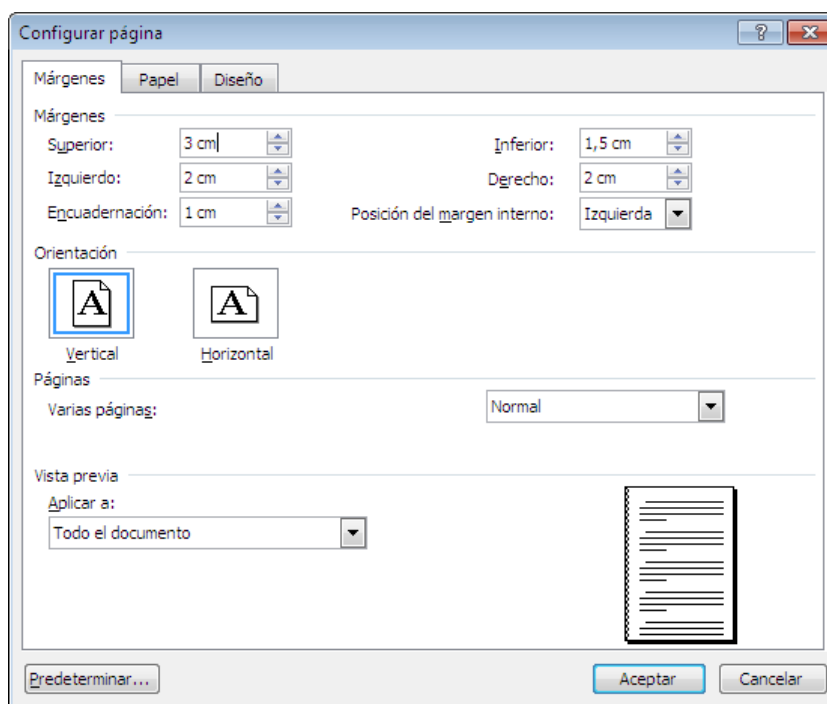 Configurar página
Márgenes Papel Diseño
Márgenes
Superior: 3 cm Inferior: 1,5 cm
Izquierdo: 2 cm Derecho: 2 cm
Encuadernación: 1 cm Posición del margen interno: Izquierda
Orientación
A A
Vertical Horizontal
Páginas
Varias páginas: Normal
Vista previa
Aplicar a:
Todo el documento
Predeterminar... Aceptar Cancelar